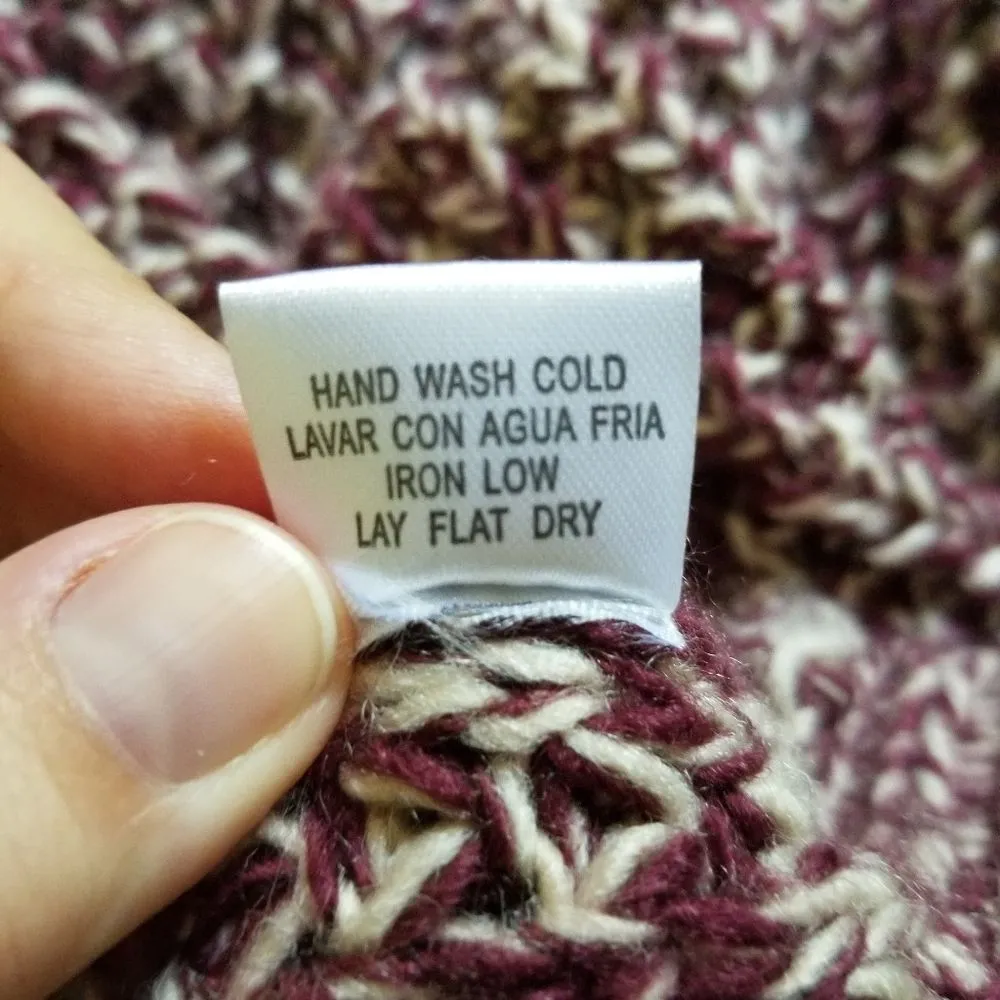 HAND WASH COLD
LAVAR CON AGUA FRIA
IRON LOW
LAY FLAT DRY